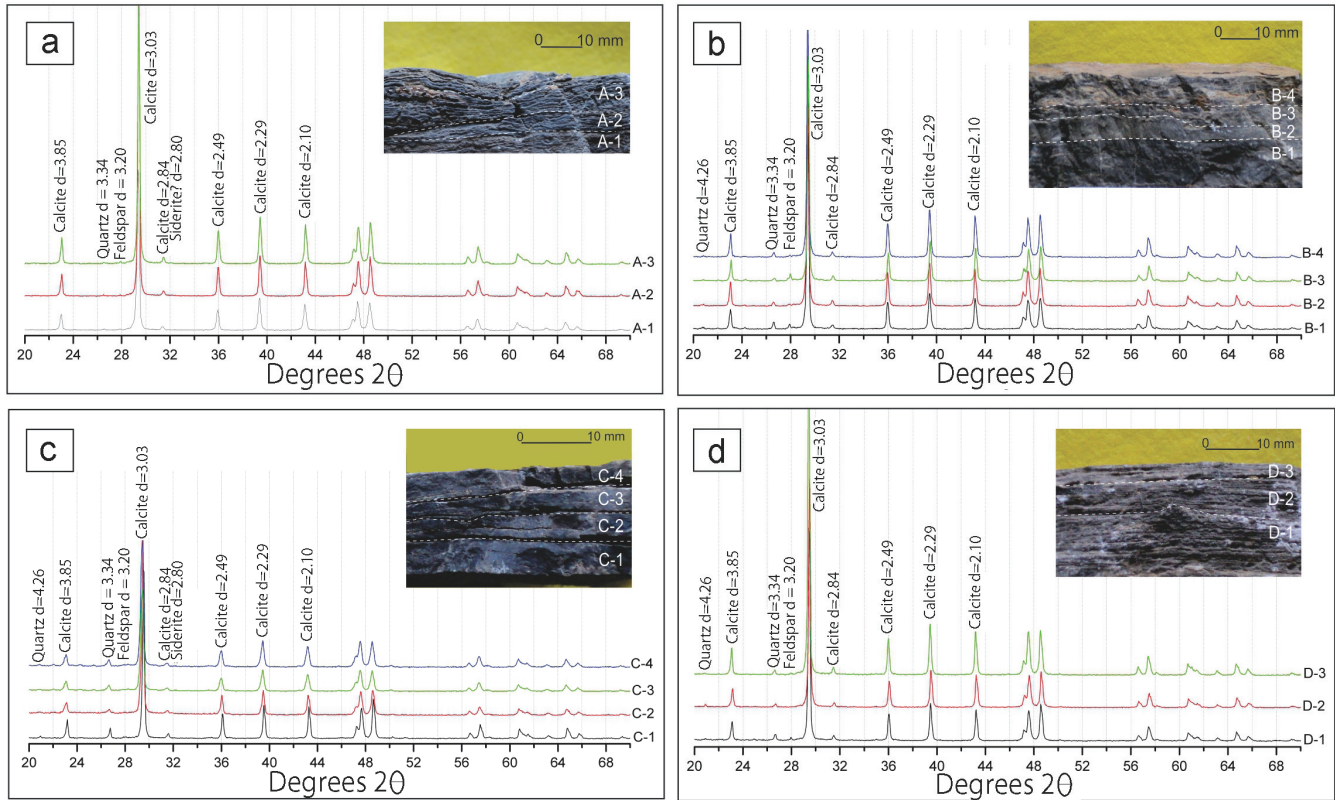 a
Calcite d=3.85
Quartz d = 3.34
Feldspar d = 3.20
Calcite d=3.03
Calcite d=2.84
Siderite? d=2.80
Calcite d=2.49
Calcite d=2.29
Calcite d=2.10
0 10 mm
A-3
A-2
A-1
A-3
A-2
A-1
20 24 28 32 36 40 44 48 52 56 60 64 68
Degrees 2θ
b
Quartz d=4.26
Calcite d=3.85
Quartz d=3.34
Feldspar d = 3.20
Calcite d=3.03
Calcite d=2.84
Calcite d=2.49
Calcite d=2.29
Calcite d=2.10
0 10 mm
B-4
B-3
B-2
B-1
B-4
B-3
B-2
B-1
20 24 28 32 36 40 44 48 52 56 60 64 68
Degrees 2θ
c
Quartz d=4.26
Calcite d=3.85
Quartz d = 3.34
Feldspar d = 3.20
Calcite d=3.03
Calcite d=2.84
Siderite d=2.80
Calcite d=2.49
Calcite d=2.29
Calcite d=2.10
0 10 mm
C-4
C-3
C-2
C-1
C-4
C-3
C-2
C-1
20 24 28 32 36 40 44 48 52 56 60 64 68
Degrees 2θ
d
Quartz d=4.26
Calcite d=3.85
Quartz d=3.34
Feldspar d = 3.20
Calcite d=3.03
Calcite d=2.84
Calcite d=2.49
Calcite d=2.29
Calcite d=2.10
0 10 mm
D-3
D-2
D-1
D-3
D-2
D-1
20 24 28 32 36 40 44 48 52 56 60 64 68
Degrees 2θ